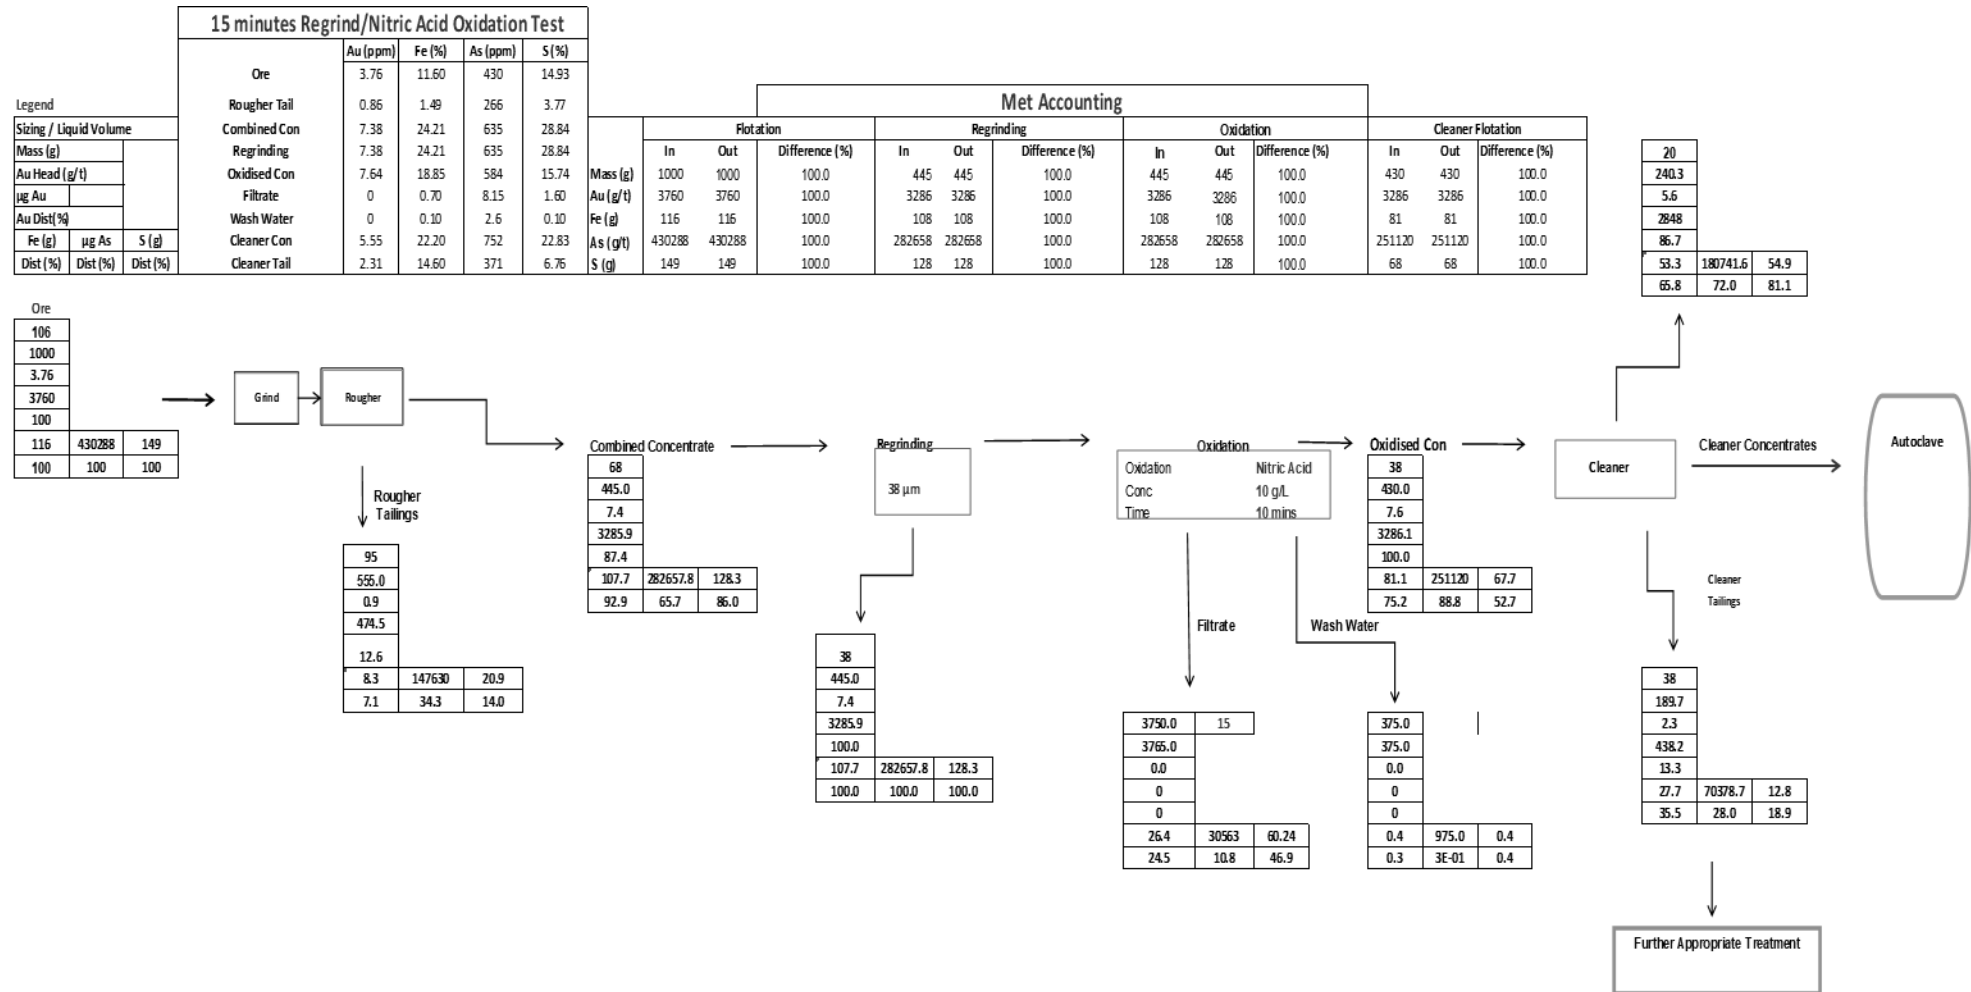 15 minutes Regrind/Nitric Acid Oxidation Test
Au (ppm) Fe (%) As (ppm) S (%)
Ore 3.76 11.60 430 14.93
Rougher Tail 0.86 1.49 266 3.77
Combined Con 7.38 24.21 635 28.84
Regrinding 7.38 24.21 635 28.84
Oxidised Con 7.64 18.85 584 15.74
Filtrate 0 0.70 8.15 1.60
Wash Water 0 0.10 2.6 0.10
Cleaner Con 5.55 22.20 752 22.83
Cleaner Tail 2.31 14.60 371 6.76
Legend
Sizing / Liquid Volume
Mass (g)
Au Head (g/t)
µg Au
Au Dist(%)
Fe (g) µg As S (g)
Dist (%) Dist (%) Dist (%)
Met Accounting
Flotation Regrinding Oxidation Cleaner Flotation
In Out Difference (%) In Out Difference (%) In Out Difference (%) In Out Difference (%)
Mass (g) 1000 1000 100.0 445 445 100.0 445 445 100.0 430 430 100.0
Au (g/t) 3760 3760 100.0 3286 3286 100.0 3286 3286 100.0 3286 3286 100.0
Fe (g) 116 116 100.0 108 108 100.0 108 108 100.0 81 81 100.0
As (g/t) 430288 430288 100.0 282658 282658 100.0 282658 282658 100.0 251120 251120 100.0
S (g) 149 149 100.0 128 128 100.0 128 128 100.0 68 68 100.0
20
240.3
5.6
2848
86.7
53.3 180741.6 54.9
65.8 72.0 81.1
Ore
106
1000
3.76
3760
100
116 430288 149
100 100 100
Grind
Rougher
Rougher
Tailings
95
555.0
0.9
474.5
12.6
8.3 147630 20.9
7.1 34.3 14.0
Combined Concentrate
68
445.0
7.4
3285.9
87.4
107.7 282657.8 128.3
92.9 65.7 86.0
Regrinding
38 µm
38
445.0
7.4
3285.9
100.0
107.7 282657.8 128.3
100.0 100.0 100.0
Oxidation
Oxidation Nitric Acid
Conc 10 g/L
Time 10 mins
Filtrate
3750.0 15
3765.0
0.0
0
0
26.4 30563 60.24
24.5 10.8 46.9
Wash Water
375.0
375.0
0.0
0
0
0.4 975.0 0.4
0.3 3E-01 0.4
Oxidised Con
38
430.0
7.6
3286.1
100.0
81.1 251120 67.7
75.2 88.8 52.7
Cleaner
Cleaner Concentrates
Autoclave
Cleaner
Tailings
38
189.7
2.3
438.2
13.3
27.7 70378.7 12.8
35.5 28.0 18.9
Further Appropriate Treatment